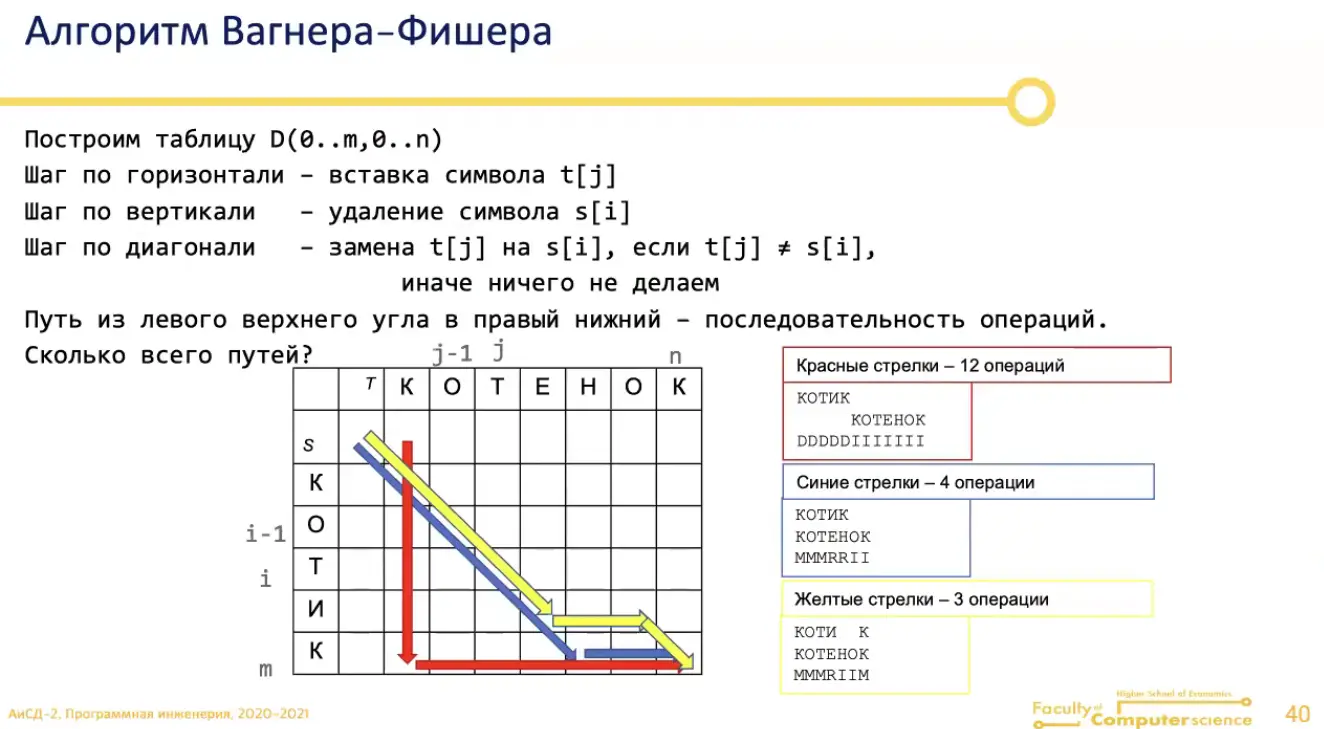 Алгоритм Вагнера–Фишера
Построим таблицу D(0..m,0..n)
Шаг по горизонтали – вставка символа t[j]
Шаг по вертикали – удаление символа s[i]
Шаг по диагонали – замена t[j] на s[i], если t[j] ≠ s[i],
иначе ничего не делаем
Путь из левого верхнего угла в правый нижний – последовательность операций.
Сколько всего путей?
j-1 j n
T К О Т Е Н О К
S
К
i-1 О
i Т
И
К
m
Красные стрелки – 12 операций
КОТИК
КОТЕНОК
DDDDDIIIIIII
Синие стрелки – 4 операции
КОТИК
КОТЕНОК
MMMRRII
Желтые стрелки – 3 операции
КОТИ К
КОТЕНОК
MMMRIIM
АиСД-2, Программная инженерия, 2020-2021
Higher School of Economics
Faculty of
Computer science
40